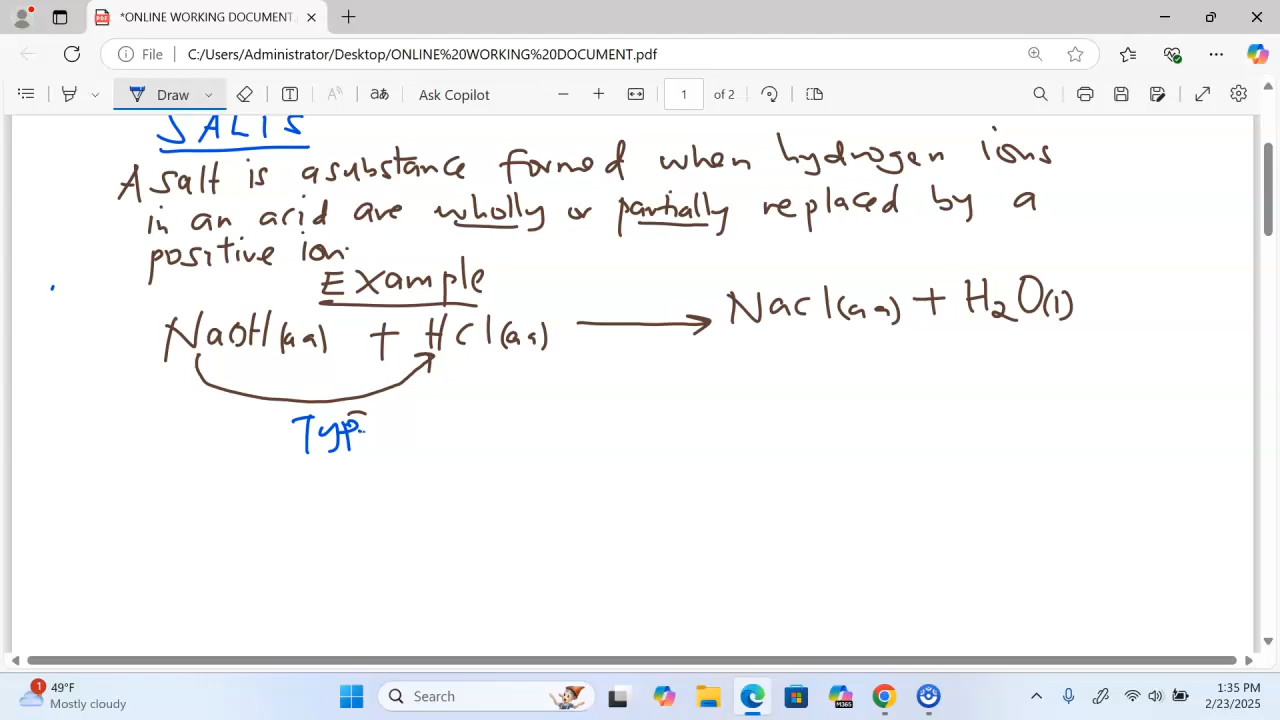 *ONLINE WORKING DOCUMENT.
File C:/Users/Administrator/Desktop/ONLINE%20WORKING%20DOCUMENT.pdf
Draw Ask Copilot 1 of 2
SALTS
A salt is a substance formed when hydrogen ions
in an acid are wholly or partially replaced by a
positive ion.
Example
NaOH(aq) + HCl(aq) ⟶ NaCl(aq) + H₂O(l)
Typ
1 49°F Search 1:35 PM
Mostly cloudy 2/23/2025